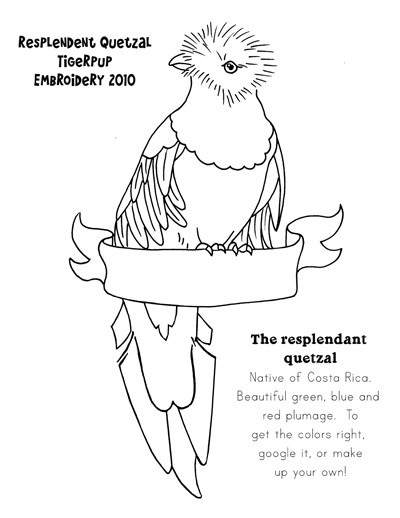 Resplendent Quetzal
Tigerpup
Embroidery 2010
The resplendant
quetzal
Native of Costa Rica.
Beautiful green, blue and
red plumage. To
get the colors right,
google it, or make
up your own!